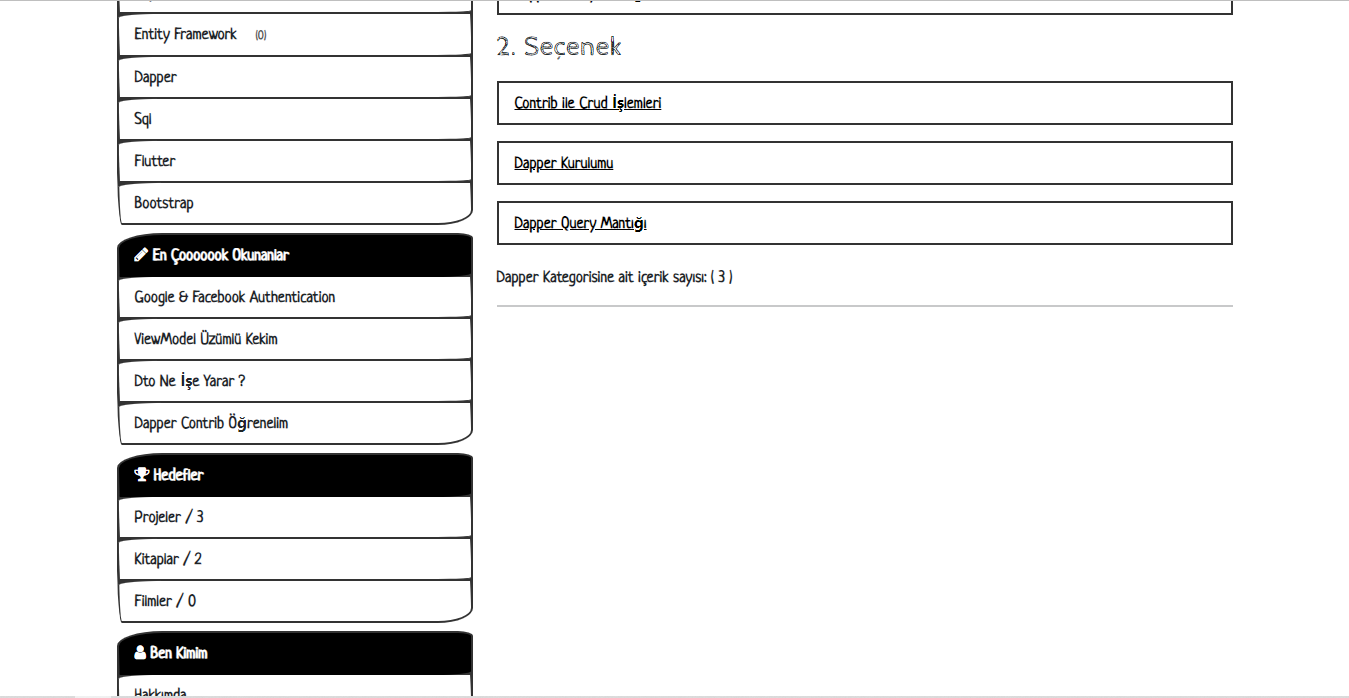 Entity Framework (0)
Dapper
Sql
Flutter
Bootstrap
En Çooooook Okunanlar
Google & Facebook Authentication
ViewModel Üzümlü Kekim
Dto Ne İşe Yarar ?
Dapper Contrib Öğrenelim
Hedefler
Projeler / 3
Kitaplar / 2
Filmler / 0
Ben Kimim
Hakkımda
2. Seçenek
Contrib ile Crud İşlemleri
Dapper Kurulumu
Dapper Query Mantığı
Dapper Kategorisine ait içerik sayısı: ( 3 )